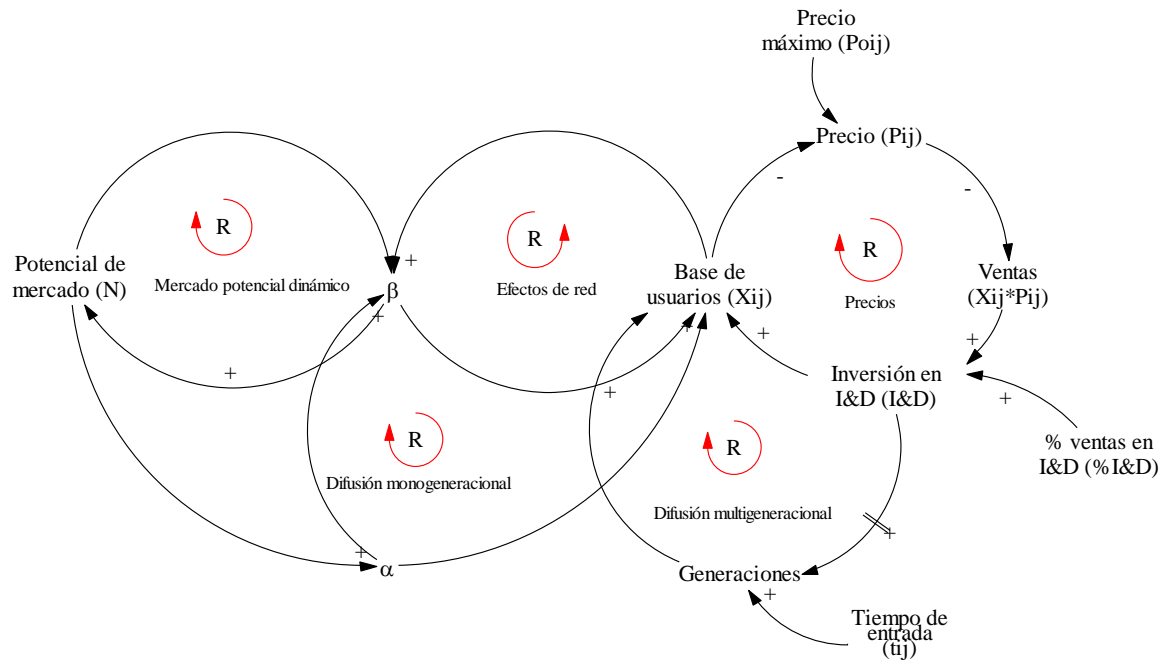 Precio
máximo (Poij)
Precio (Pij)
-
-
R
R
R
Potencial de
mercado (N)
Mercado potencial dinámico
+
β
Efectos de red
Base de
usuarios (Xij)
Precios
Ventas
(Xij*Pij)
+
+
+
+
+
+
Inversión en
I&D (I&D)
+
+
% ventas en
I&D (%I&D)
R
R
Difusión monogeneracional
Difusión multigeneracional
+
+
α
Generaciones
+
Tiempo de
entrada
(tij)